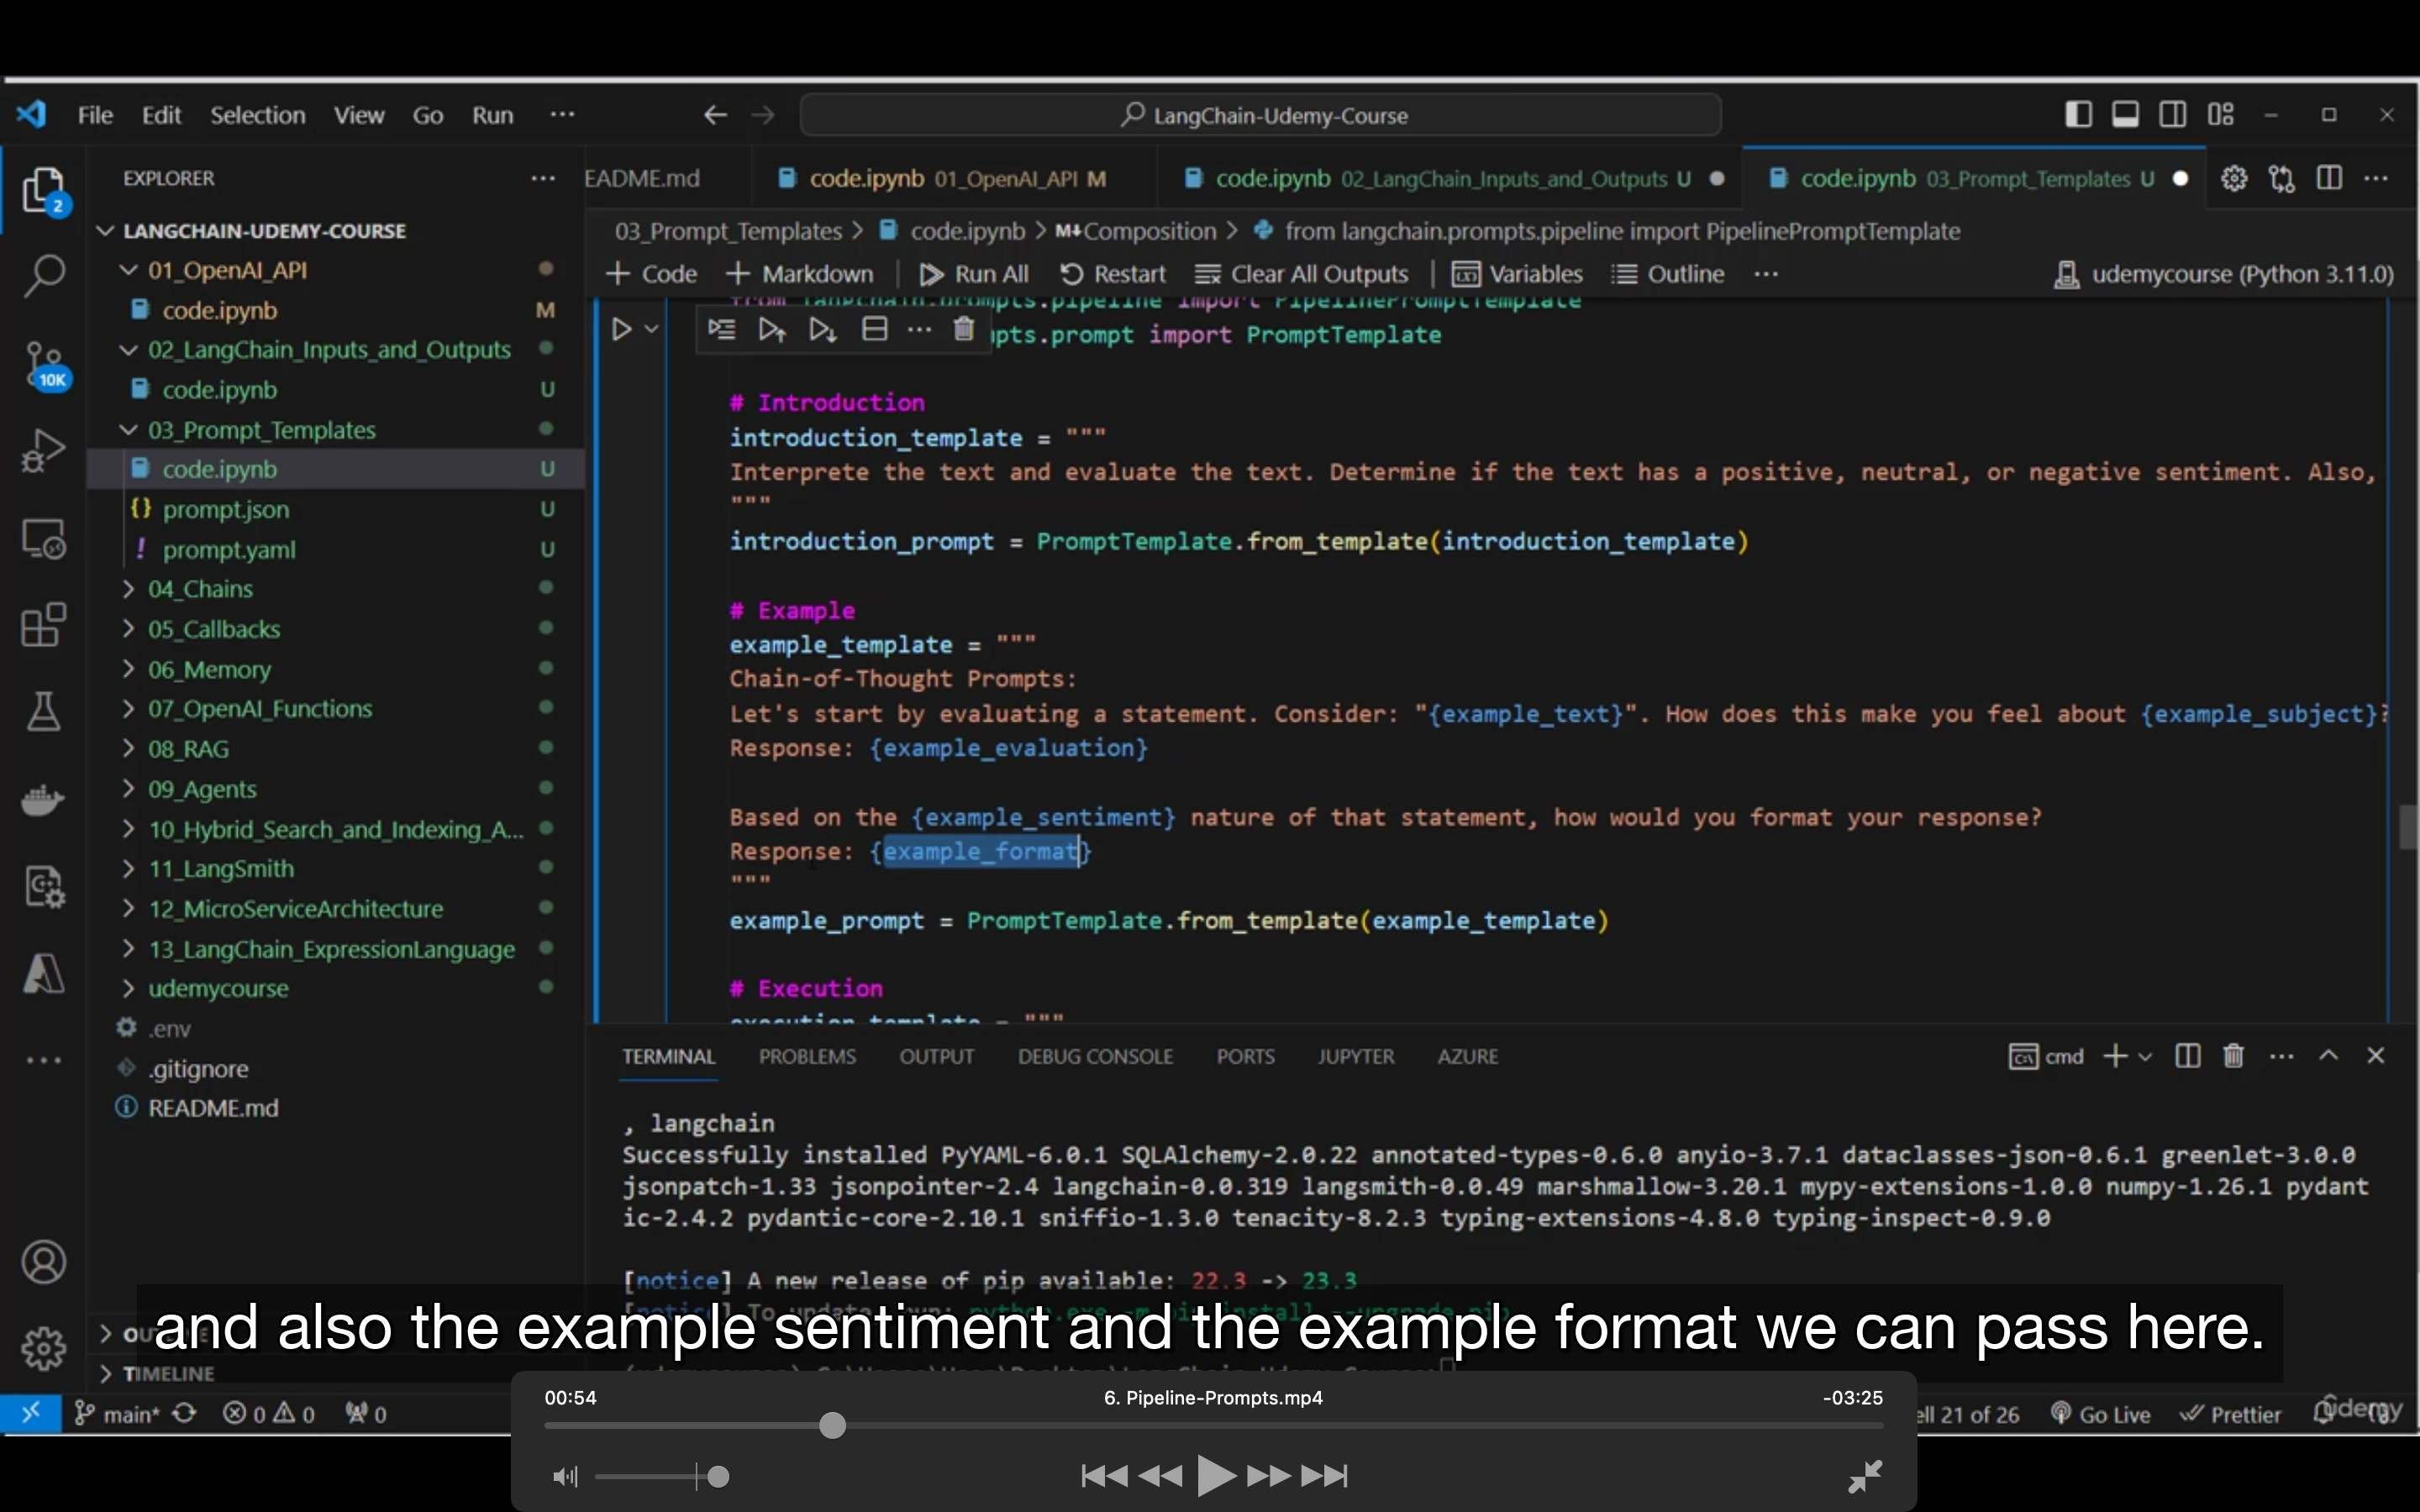 File Edit Selection View Go Run ···
LangChain-Udemy-Course
EXPLORER
EADME.md
code.ipynb 01_OpenAI_API M
code.ipynb 02_LangChain_Inputs_and_Outputs U
code.ipynb 03_Prompt_Templates U
03_Prompt_Templates > code.ipynb > M↓Composition > from langchain.prompts.pipeline import PipelinePromptTemplate
+ Code + Markdown Run All Restart Clear All Outputs Variables Outline ···
udemycourse (Python 3.11.0)
2
10K
LANGCHAIN-UDEMY-COURSE
01_OpenAI_API
code.ipynb M
02_LangChain_Inputs_and_Outputs
code.ipynb U
03_Prompt_Templates
code.ipynb U
{} prompt.json U
! prompt.yaml U
04_Chains
05_Callbacks
06_Memory
07_OpenAI_Functions
08_RAG
09_Agents
10_Hybrid_Search_and_Indexing_A...
11_LangSmith
12_MicroServiceArchitecture
13_LangChain_ExpressionLanguage
udemycourse
.env
.gitignore
README.md
TIMELINE
from langchain.prompts.pipeline import PipelinePromptTemplate
pts.prompt import PromptTemplate
# Introduction
introduction_template = """
Interprete the text and evaluate the text. Determine if the text has a positive, neutral, or negative sentiment. Also,
"""
introduction_prompt = PromptTemplate.from_template(introduction_template)
# Example
example_template = """
Chain-of-Thought Prompts:
Let's start by evaluating a statement. Consider: "{example_text}". How does this make you feel about {example_subject}?
Response: {example_evaluation}
Based on the {example_sentiment} nature of that statement, how would you format your response?
Response: {example_format}
"""
example_prompt = PromptTemplate.from_template(example_template)
# Execution
execution_template = """
TERMINAL PROBLEMS OUTPUT DEBUG CONSOLE PORTS JUPYTER AZURE
cmd
, langchain
Successfully installed PyYAML-6.0.1 SQLAlchemy-2.0.22 annotated-types-0.6.0 anyio-3.7.1 dataclasses-json-0.6.1 greenlet-3.0.0
jsonpatch-1.33 jsonpointer-2.4 langchain-0.0.319 langsmith-0.0.49 marshmallow-3.20.1 mypy-extensions-1.0.0 numpy-1.26.1 pydant
ic-2.4.2 pydantic-core-2.10.1 sniffio-1.3.0 tenacity-8.2.3 typing-extensions-4.8.0 typing-inspect-0.9.0
[notice] A new release of pip available: 22.3 -> 23.3
and also the example sentiment and the example format we can pass here.
00:54
6. Pipeline-Prompts.mp4
-03:25
main* 0 0 0
ell 21 of 26 Go Live Prettier
Udemy